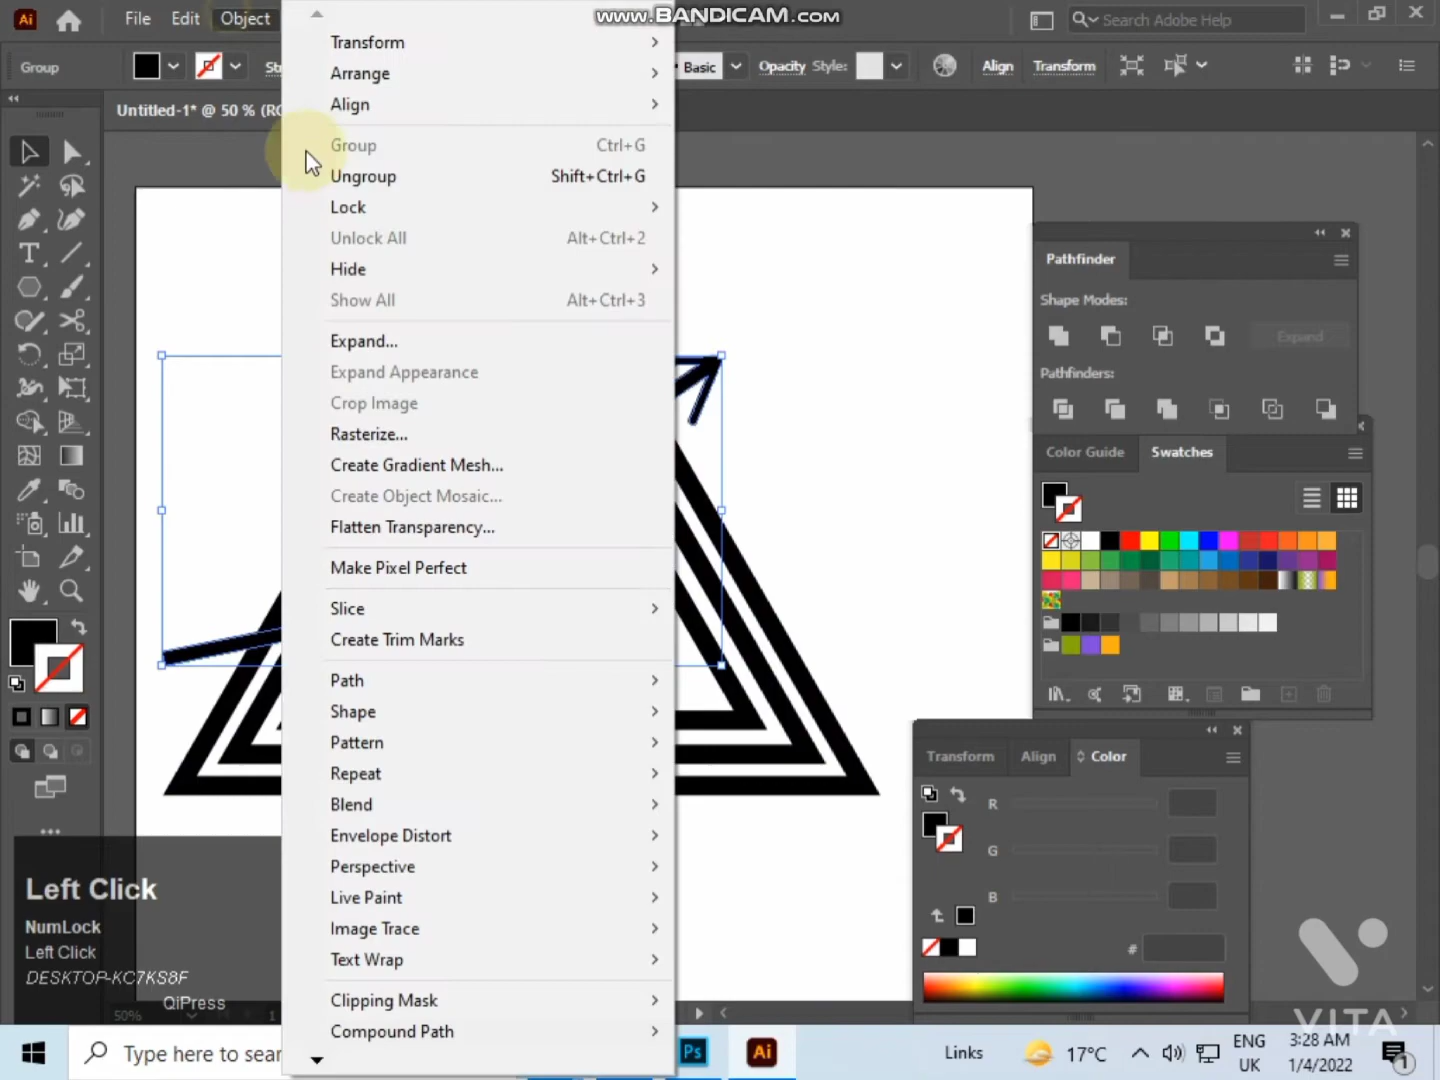 www.BANDICAM.com
Ai
File
Edit
Object
Search Adobe Help
Group
Basic
Opacity
Style:
Align
Transform
Untitled-1* @ 50 %
Transform
Arrange
Align
Group Ctrl+G
Ungroup Shift+Ctrl+G
Lock
Unlock All Alt+Ctrl+2
Hide
Show All Alt+Ctrl+3
Expand...
Expand Appearance
Crop Image
Rasterize...
Create Gradient Mesh...
Create Object Mosaic...
Flatten Transparency...
Make Pixel Perfect
Slice
Create Trim Marks
Path
Shape
Pattern
Repeat
Blend
Envelope Distort
Perspective
Live Paint
Image Trace
Text Wrap
Clipping Mask
Compound Path
Pathfinder
Shape Modes:
Expand
Pathfinders:
Color Guide
Swatches
Transform
Align
Color
R
G
B
#
Left Click
NumLock
Left Click
DESKTOP-KC7KS8F
QiPress
50%
1
VITA
Type here to sear
Ps
Ai
Links
17°C
ENG
UK
3:28 AM
1/4/2022
1